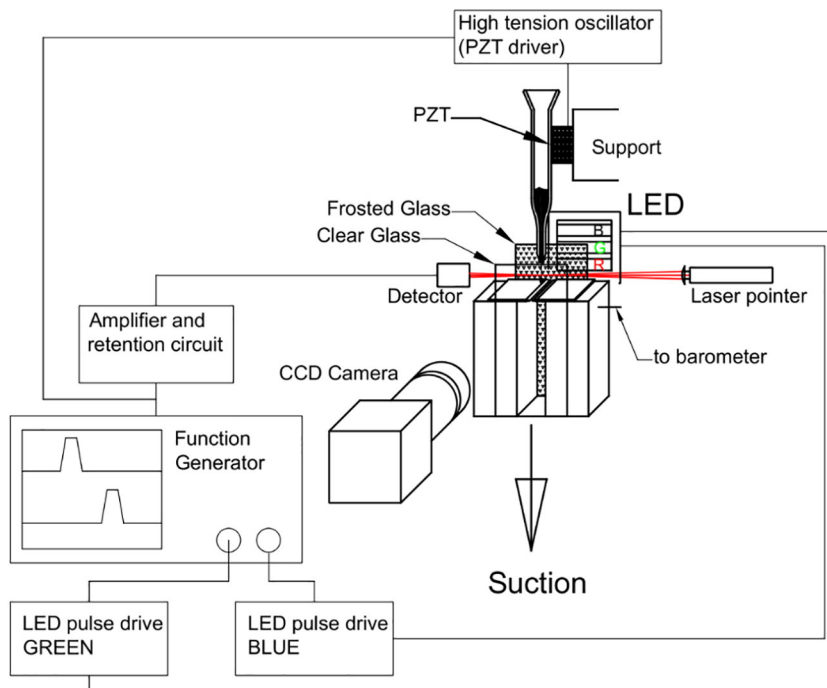 High tension oscillator
(PZT driver)
PZT
Support
LED
Frosted Glass
B
Clear Glass
G
R
Detector
Laser pointer
Amplifier and
retention circuit
to barometer
CCD Camera
Function
Generator
Suction
LED pulse drive
GREEN
LED pulse drive
BLUE